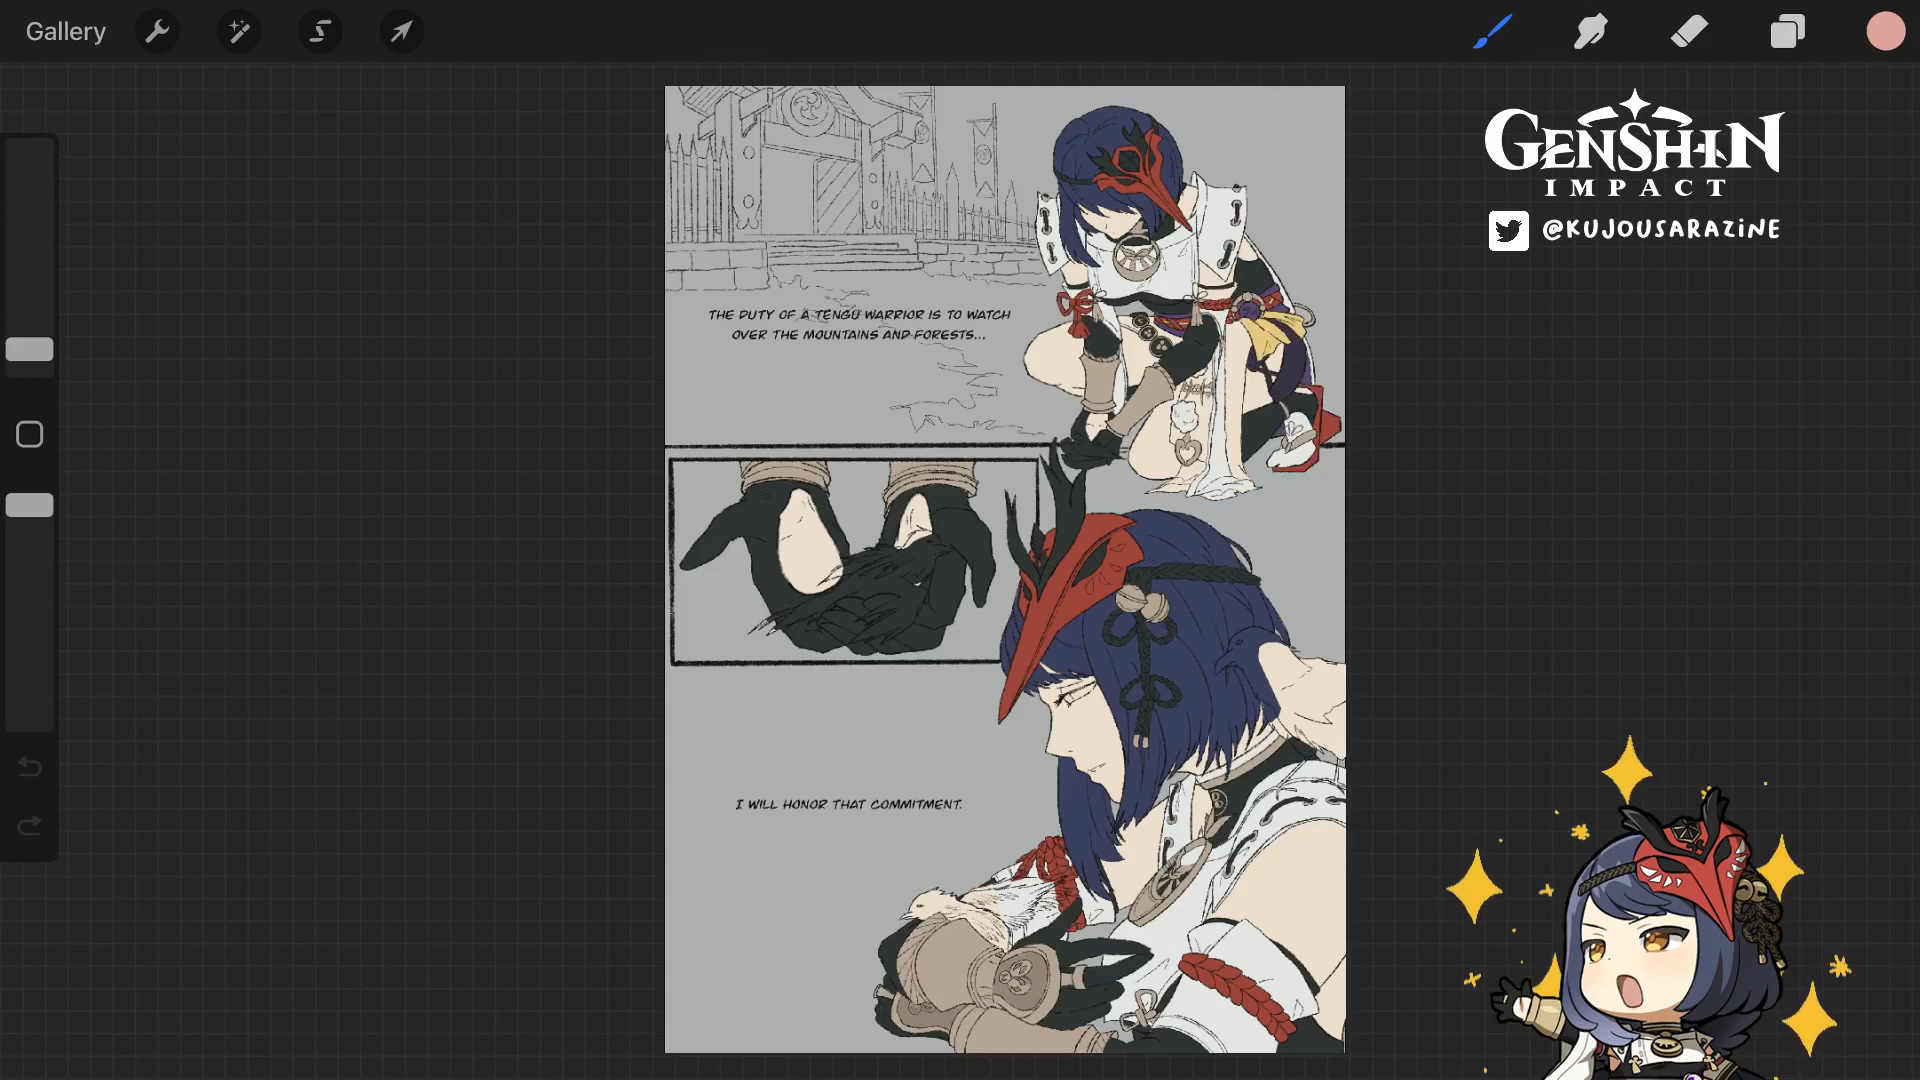 Gallery
GENSHIN
IMPACT
@KUJOUSARAZINE
THE DUTY OF A TENGU WARRIOR IS TO WATCH
OVER THE MOUNTAINS AND FORESTS...
I WILL HONOR THAT COMMITMENT.